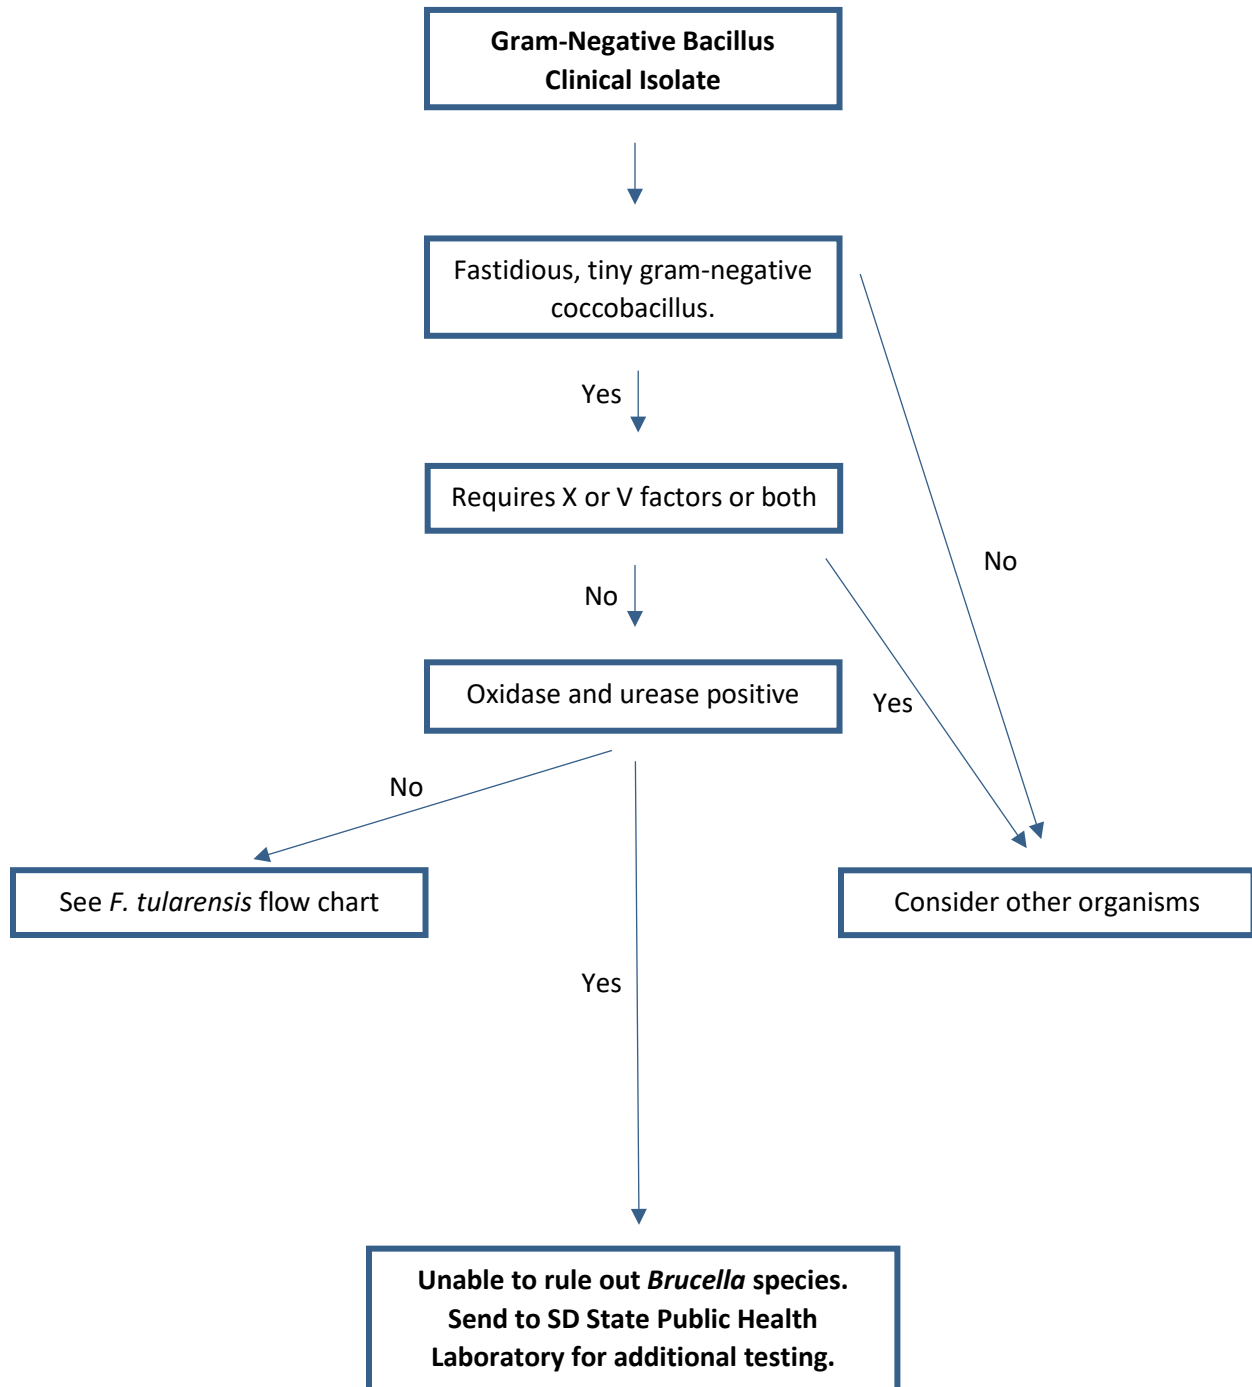 Gram-Negative Bacillus
Clinical Isolate
Fastidious, tiny gram-negative
coccobacillus.
Yes
Requires X or V factors or both
No
No
Oxidase and urease positive
Yes
No
See F. tularensis flow chart
Consider other organisms
Yes
Unable to rule out Brucella species.
Send to SD State Public Health
Laboratory for additional testing.